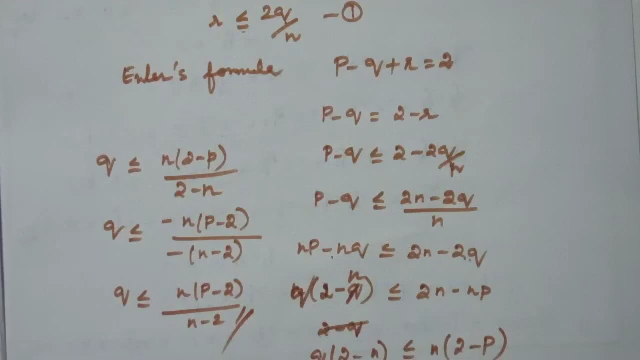 r ≤ 2q/n - ①
Euler's formula p - q + r = 2
p - q = 2 - r
p - q ≤ 2 - 2q/n
p - q ≤ (2n - 2q)/n
np - nq ≤ 2n - 2q
q(2 - n) ≤ 2n - np
q(2 - n) ≤ n(2 - p)
q ≤ n(2 - p)/(2 - n)
q ≤ -n(p - 2)/-(n - 2)
q ≤ n(p - 2)/(n - 2)//